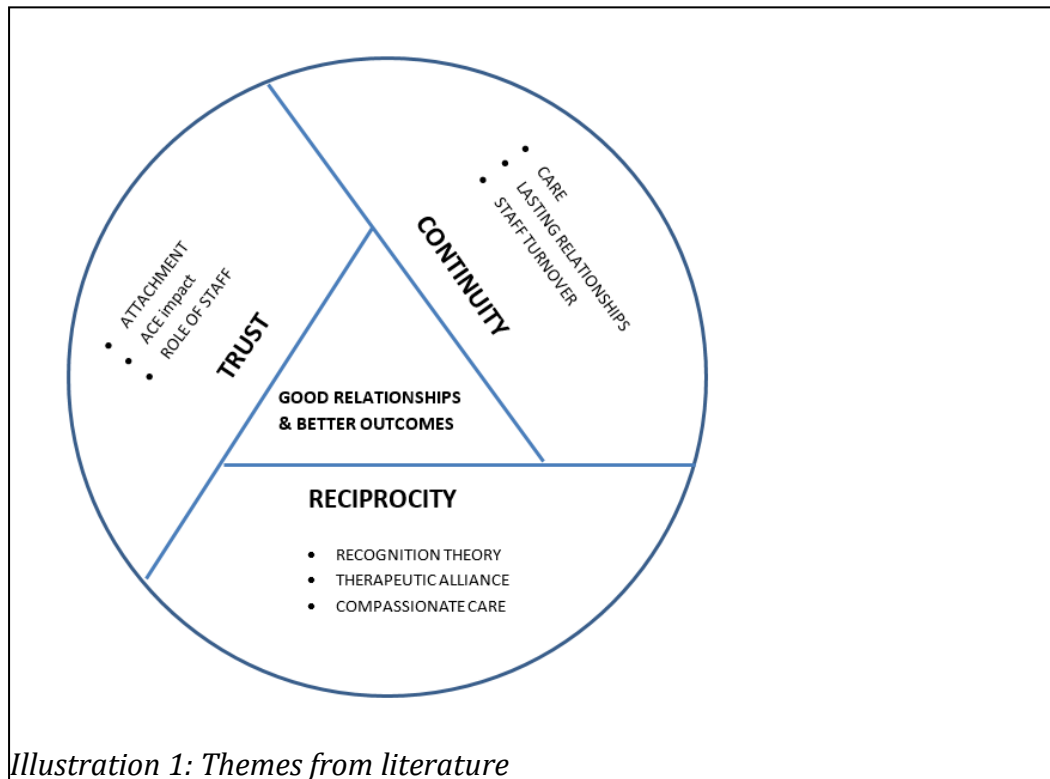 TRUST
• ATTACHMENT
• ACE impact
• ROLE OF STAFF
CONTINUITY
• CARE
• LASTING RELATIONSHIPS
• STAFF TURNOVER
GOOD RELATIONSHIPS
& BETTER OUTCOMES
RECIPROCITY
• RECOGNITION THEORY
• THERAPEUTIC ALLIANCE
• COMPASSIONATE CARE
Illustration 1: Themes from literature